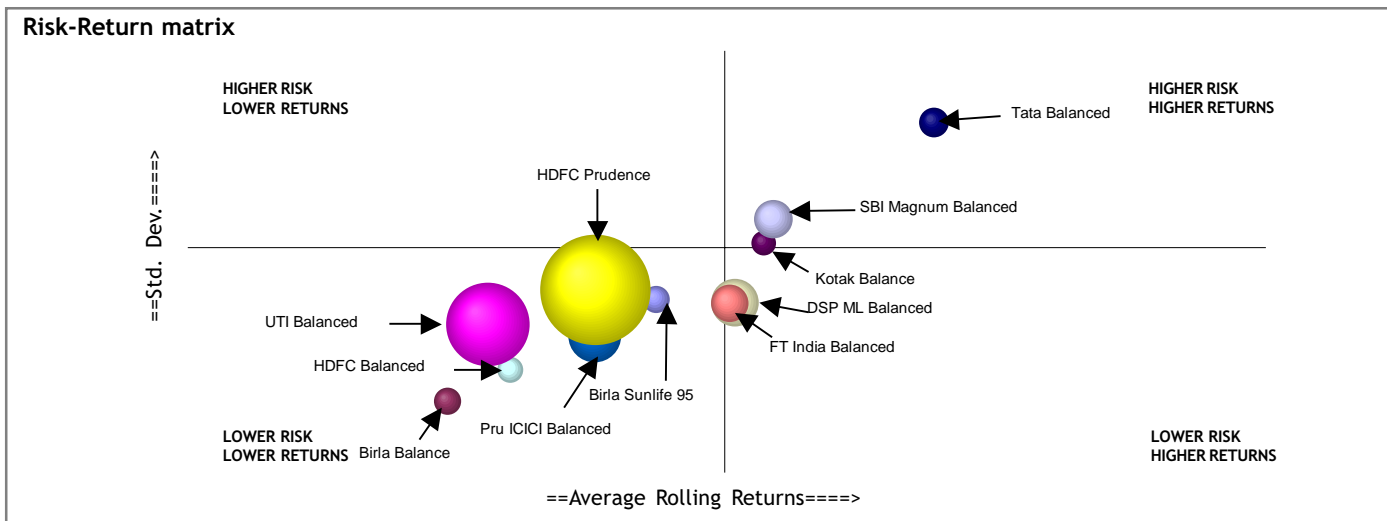 Risk-Return matrix
HIGHER RISK
LOWER RETURNS
HIGHER RISK
HIGHER RETURNS
Tata Balanced
HDFC Prudence
SBI Magnum Balanced
==Std. Dev.=====>
Kotak Balance
DSP ML Balanced
UTI Balanced
FT India Balanced
HDFC Balanced
Birla Sunlife 95
Pru ICICI Balanced
Birla Balance
LOWER RISK
LOWER RETURNS
LOWER RISK
HIGHER RETURNS
==Average Rolling Returns====>